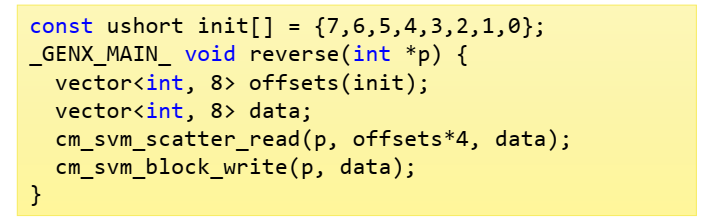 const ushort init[] = {7,6,5,4,3,2,1,0};
_GENX_MAIN_ void reverse(int *p) {
  vector<int, 8> offsets(init);
  vector<int, 8> data;
  cm_svm_scatter_read(p, offsets*4, data);
  cm_svm_block_write(p, data);
}